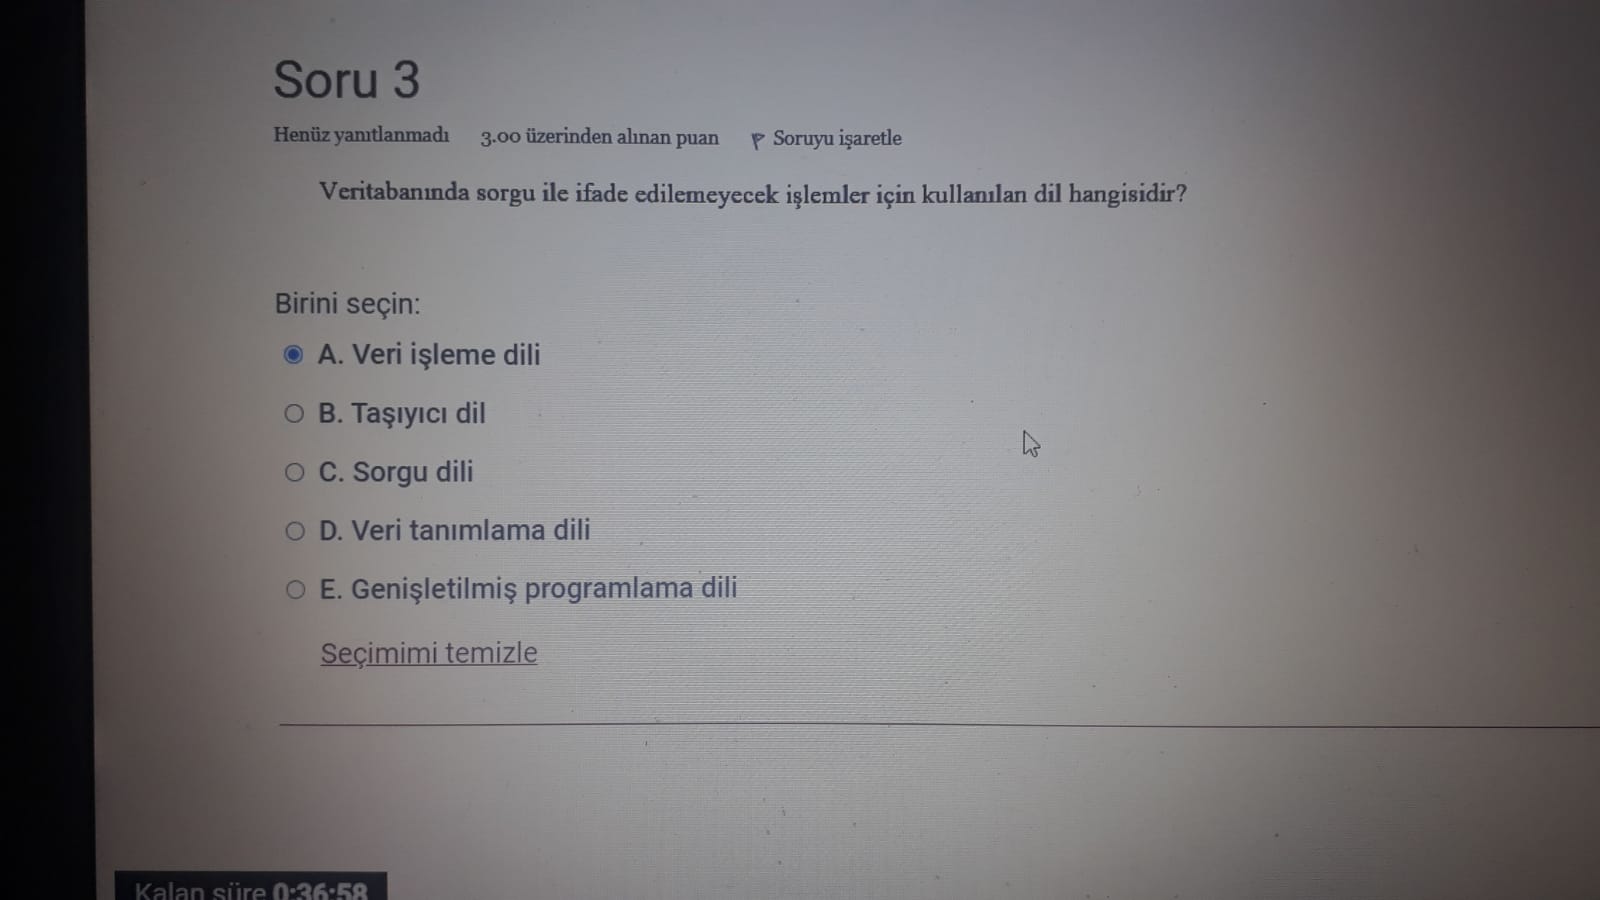 Soru 3
Henüz yanıtlanmadı 3.00 üzerinden alınan puan Soruyu işaretle
Veritabanında sorgu ile ifade edilemeyecek işlemler için kullanılan dil hangisidir?
Birini seçin:
A. Veri işleme dili
B. Taşıyıcı dil
C. Sorgu dili
D. Veri tanımlama dili
E. Genişletilmiş programlama dili
Seçimimi temizle
Kalan süre 0:36:58